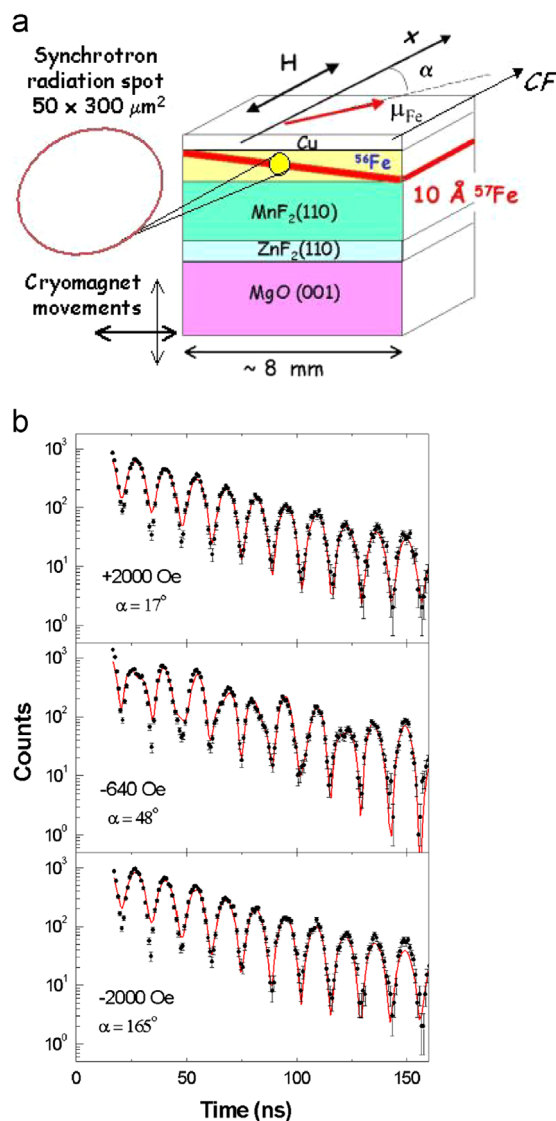 a
Synchrotron
radiation spot
50 x 300 μm²
H
x
α
CF
μFe
Cu
⁵⁶Fe
10 Å ⁵⁷Fe
MnF₂(110)
ZnF₂(110)
MgO (001)
Cryomagnet
movements
~ 8 mm
b
10³
10²
10¹
10⁰
+2000 Oe
α = 17°
10³
10²
10¹
10⁰
-640 Oe
α = 48°
Counts
10³
10²
10¹
10⁰
-2000 Oe
α = 165°
0
50
100
150
Time (ns)